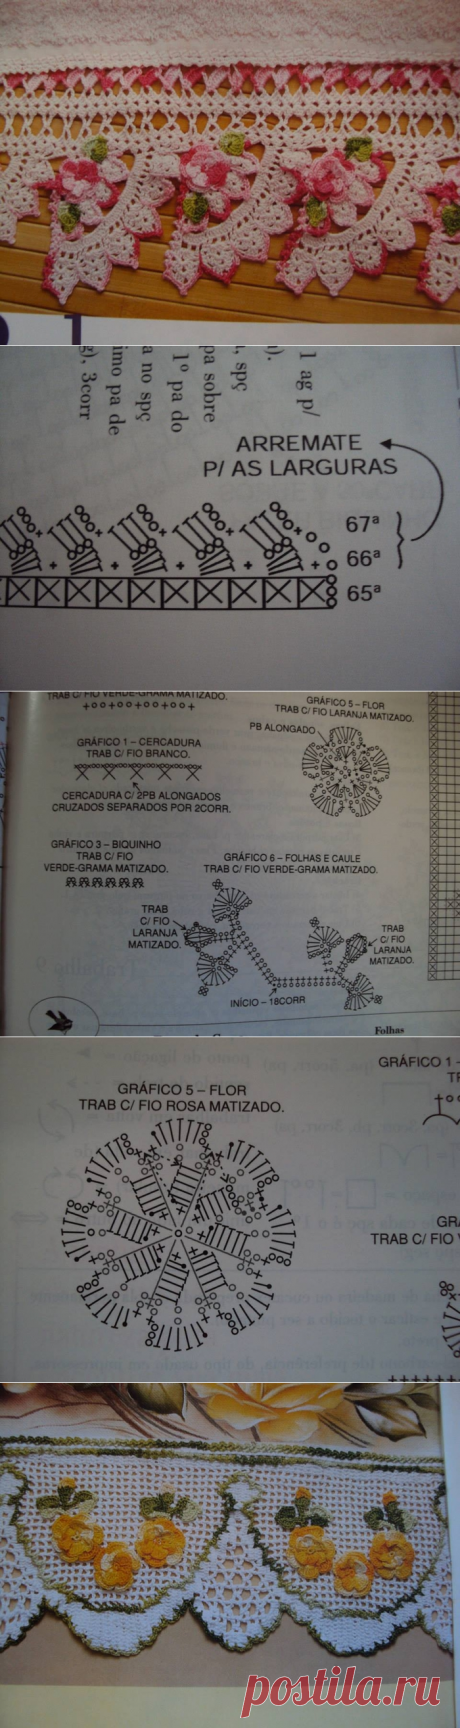 1 ag p/
).
, spç
pa sobre
1º pa do
a no spç
imo pa de
g), 3corr
ARREMATE
P/ AS LARGURAS
67ª
66ª
65ª
TRAB C/ FIO VERDE-GRAMA MATIZADO.
GRÁFICO 5 – FLOR
TRAB C/ FIO LARANJA MATIZADO.
PB ALONGADO
GRÁFICO 1 – CERCADURA
TRAB C/ FIO BRANCO.
CERCADURA C/ 2PB ALONGADOS
CRUZADOS SEPARADOS POR 2CORR.
GRÁFICO 3 – BIQUINHO
TRAB C/ FIO
VERDE-GRAMA MATIZADO.
GRÁFICO 6 – FOLHAS E CAULE
TRAB C/ FIO VERDE-GRAMA MATIZADO.
TRAB
C/ FIO
LARANJA
MATIZADO.
TRAB
C/ FIO
LARANJA
MATIZADO.
INÍCIO – 18CORR
Folhas
GRÁFICO 5 – FLOR
TRAB C/ FIO ROSA MATIZADO.
GRÁFICO 1 –
GR
TRAB C/ FIO V
postila.ru